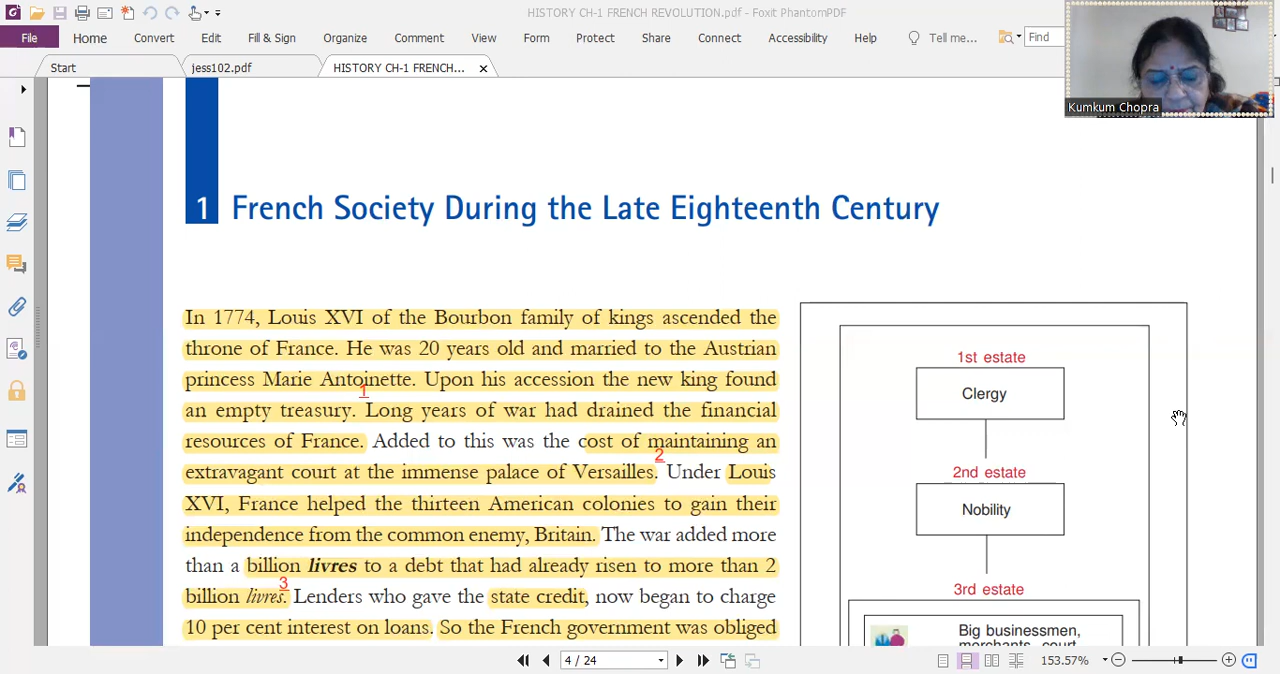 HISTORY CH-1 FRENCH REVOLUTION.pdf - Foxit PhantomPDF
File Home Convert Edit Fill & Sign Organize Comment View Form Protect Share Connect Accessibility Help Tell me... Find
Start jess102.pdf HISTORY CH-1 FRENCH...
Kumkum Chopra
1 French Society During the Late Eighteenth Century
In 1774, Louis XVI of the Bourbon family of kings ascended the
throne of France. He was 20 years old and married to the Austrian
princess Marie Antoinette. Upon his accession the new king found
1
an empty treasury. Long years of war had drained the financial
resources of France. Added to this was the cost of maintaining an
2
extravagant court at the immense palace of Versailles. Under Louis
XVI, France helped the thirteen American colonies to gain their
independence from the common enemy, Britain. The war added more
than a billion livres to a debt that had already risen to more than 2
3
billion livres. Lenders who gave the state credit, now began to charge
10 per cent interest on loans. So the French government was obliged
1st estate
Clergy
2nd estate
Nobility
3rd estate
Big businessmen,
merchants, court
4 / 24
153.57%